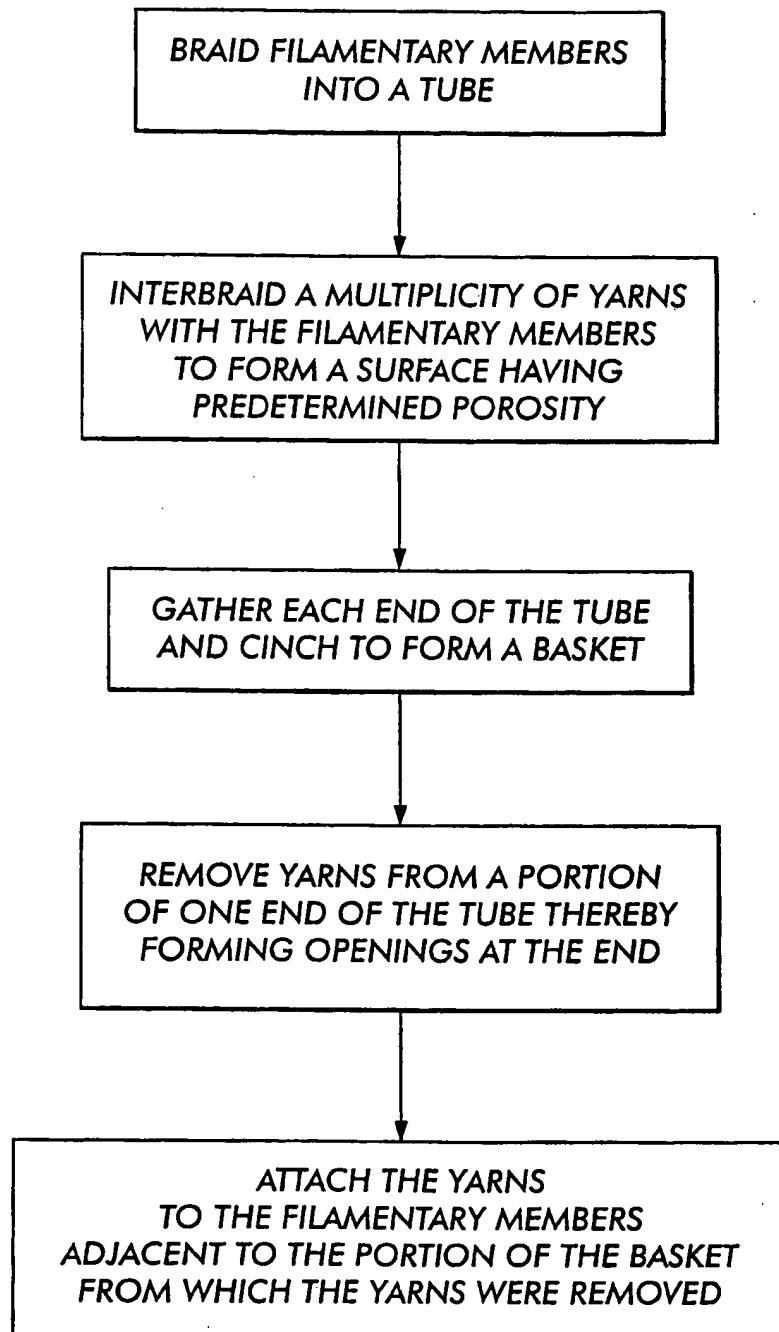 BRAID FILAMENTARY MEMBERS
INTO A TUBE
INTERBRAID A MULTIPLICITY OF YARNS
WITH THE FILAMENTARY MEMBERS
TO FORM A SURFACE HAVING
PREDETERMINED POROSITY
GATHER EACH END OF THE TUBE
AND CINCH TO FORM A BASKET
REMOVE YARNS FROM A PORTION
OF ONE END OF THE TUBE THEREBY
FORMING OPENINGS AT THE END
ATTACH THE YARNS
TO THE FILAMENTARY MEMBERS
ADJACENT TO THE PORTION OF THE BASKET
FROM WHICH THE YARNS WERE REMOVED